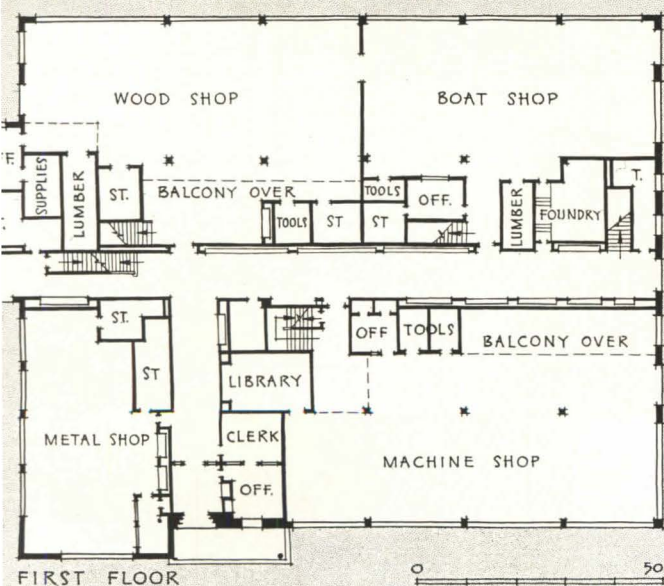 WOOD SHOP
BOAT SHOP
SUPPLIES
LUMBER
ST.
BALCONY OVER
TOOLS
ST
TOOLS
ST
OFF.
LUMBER
FOUNDRY
T.
ST.
ST
LIBRARY
CLERK
OFF.
METAL SHOP
OFF
TOOLS
TOOLS
BALCONY OVER
MACHINE SHOP
FIRST FLOOR
0 50